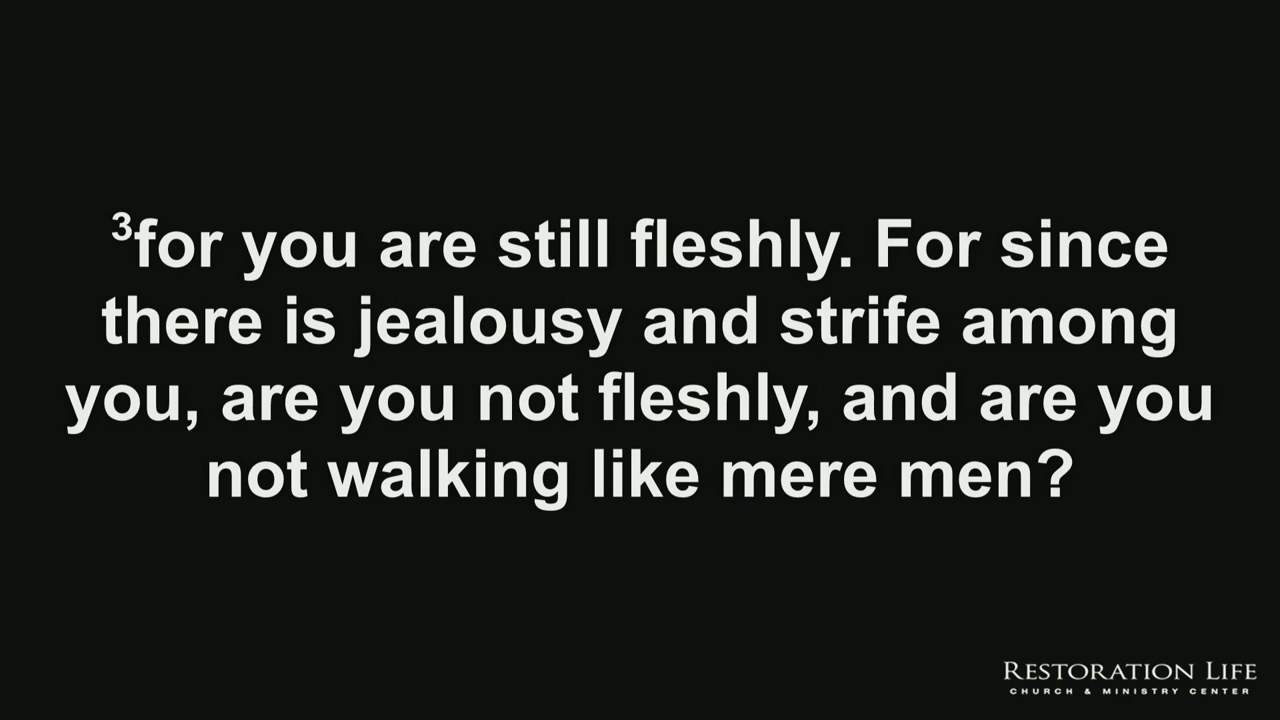 ³for you are still fleshly. For since
there is jealousy and strife among
you, are you not fleshly, and are you
not walking like mere men?
RESTORATION LIFE
CHURCH & MINISTRY CENTER